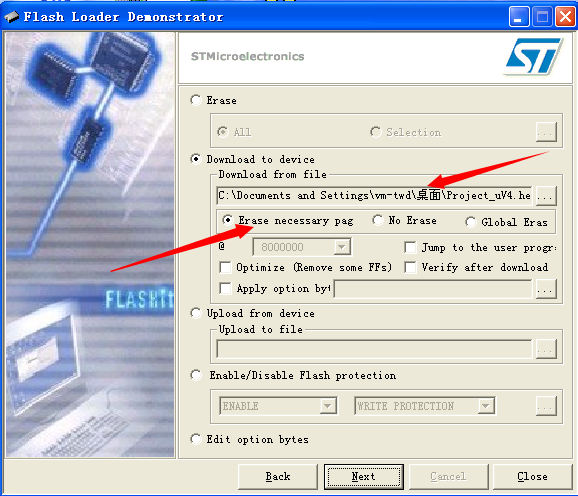 Flash Loader Demonstrator
STMicroelectronics
ST
Erase
All
Selection
...
Download to device
Download from file
C:\Documents and Settings\vm-twd\桌面\Project_uV4.he
...
Erase necessary pag
No Erase
Global Eras
@
8000000
Jump to the user progr
Optimize (Remove some FFs)
Verify after download
Apply option byt
...
FLASHit
Upload from device
Upload to file
...
Enable/Disable Flash protection
ENABLE
WRITE PROTECTION
...
Edit option bytes
Back
Next
Cancel
Close